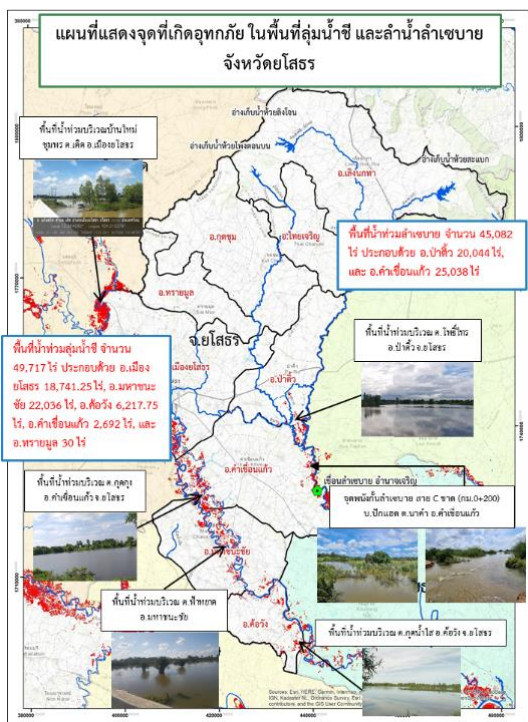 แผนที่แสดงจุดที่เกิดอุทกภัย ในพื้นที่ลุ่มน้ำชี และลำน้ำลำเซบาย
จังหวัดยโสธร
พื้นที่น้ำท่วมบริเวณบ้านใหม่
ชุมพร ต.เดิด อ.เมืองยโสธร
อ่างเก็บน้ำห้วยลิงโจน
อ่างเก็บน้ำห้วยสะแบก
อ.เลิงนกทา
อ.กุดชุม
อ.ไทยเจริญ
อ.ทรายมูล
พื้นที่น้ำท่วมลำเซบาย จำนวน 45,082
ไร่ ประกอบด้วย อ.ป่าติ้ว 20,044 ไร่,
และ อ.คำเขื่อนแก้ว 25,038 ไร่
จ.ยโสธร
พื้นที่น้ำท่วมบริเวณ ต.โพธิ์ไทร
อ.ป่าติ้ว จ.ยโสธร
พื้นที่น้ำท่วมลุ่มน้ำชี จำนวน
49,717 ไร่ ประกอบด้วย อ.เมือง
ยโสธร 18,741.25 ไร่, อ.มหาชนะ
ชัย 22,036 ไร่, อ.ค้อวัง 6,217.75
ไร่, อ.คำเขื่อนแก้ว 2,692 ไร่, และ
อ.ทรายมูล 30 ไร่
เมืองยโสธร
อ.ป่าติ้ว
อ.คำเขื่อนแก้ว
พื้นที่น้ำท่วมบริเวณ ต.กุดกุง
อ.คำเขื่อนแก้ว จ.ยโสธร
เขื่อนลำเซบาย อำนาจเจริญ
จุดพนังกั้นลำเซบาย สาย C ขาด (กม.0+200)
บ.ปักแฮด ต.นาคำ อ.คำเขื่อนแก้ว
อ.มหาชนะชัย
พื้นที่น้ำท่วมบริเวณ ต.ฟ้าหยาด
อ.มหาชนะชัย
อ.ค้อวัง
พื้นที่น้ำท่วมบริเวณ ต.กุดน้ำใส อ.ค้อวัง จ.ยโสธร
Sources: Esri, HERE, Garmin, Intermap,
IGN, Kadaster NL, Ordnance Survey,
contributors, and the GIS User Community